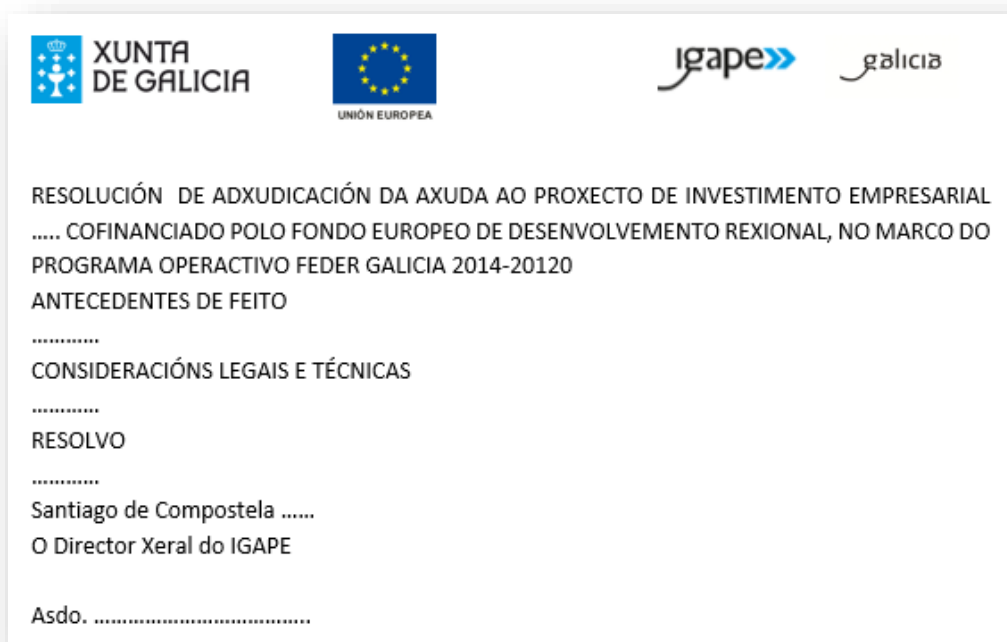 XUNTA
DE GALICIA
UNIÓN EUROPEA
igape
galicia
RESOLUCIÓN DE ADXUDICACIÓN DA AXUDA AO PROXECTO DE INVESTIMENTO EMPRESARIAL
….. COFINANCIADO POLO FONDO EUROPEO DE DESENVOLVEMENTO REXIONAL, NO MARCO DO
PROGRAMA OPERACTIVO FEDER GALICIA 2014-20120
ANTECEDENTES DE FEITO
…………
CONSIDERACIÓNS LEGAIS E TÉCNICAS
…………
RESOLVO
…………
Santiago de Compostela ……
O Director Xeral do IGAPE
Asdo. …………………………………..